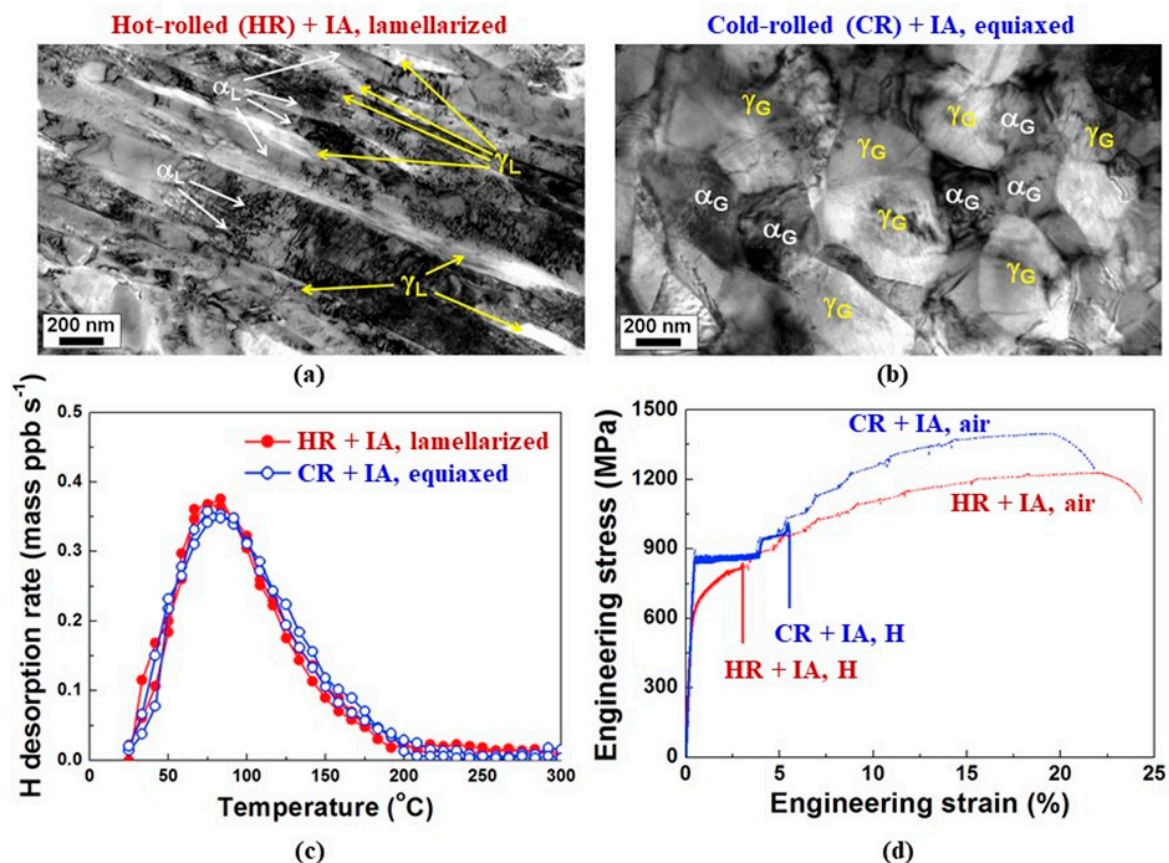 Hot-rolled (HR) + IA, lamellarized
Cold-rolled (CR) + IA, equiaxed
αL
γL
αL
γL
200 nm
(a)
γG
γG
αG
γG
γG
αG
αG
αG
γG
αG
γG
γG
200 nm
(b)
H desorption rate (mass ppb s-1)
0.5
0.4
0.3
0.2
0.1
0.0
HR + IA, lamellarized
CR + IA, equiaxed
0
50
100
150
200
250
300
Temperature (oC)
(c)
Engineering stress (MPa)
1500
1200
900
600
300
0
CR + IA, air
HR + IA, air
CR + IA, H
HR + IA, H
0
5
10
15
20
25
Engineering strain (%)
(d)